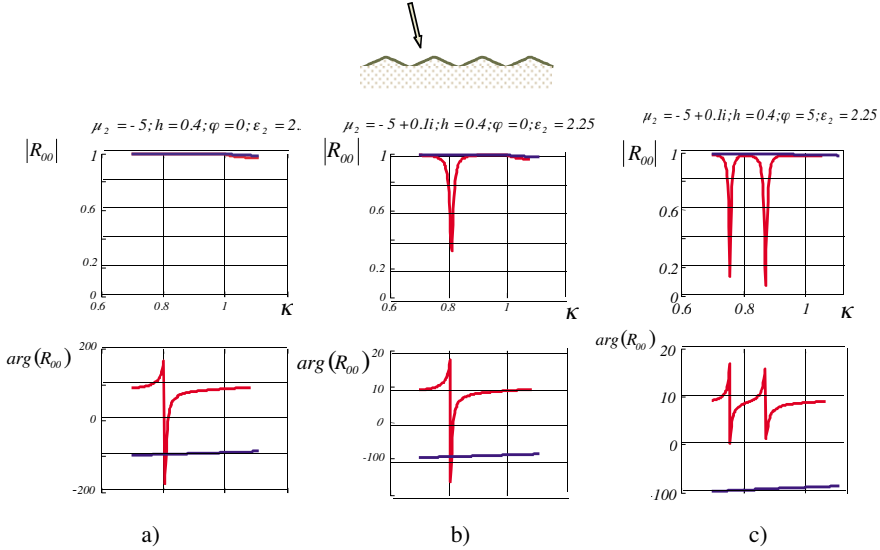 μ₂ = - 5; h = 0.4; φ = 0; ε₂ = 2.
|R₀₀|
1
0.6
0.2
0
0.6 0.8 1 κ
arg(R₀₀)
200
0
-200
a)
μ₂ = - 5 + 0.1i; h = 0.4; φ = 0; ε₂ = 2.25
|R₀₀|
1
0.6
0.2
0
0.6 0.8 1 κ
arg(R₀₀)
20
10
0
-100
b)
μ₂ = - 5 + 0.1i; h = 0.4; φ = 5; ε₂ = 2.25
|R₀₀|
1
0.6
0.2
0
0.6 0.8 1 κ
arg(R₀₀)
20
10
0
-100
c)